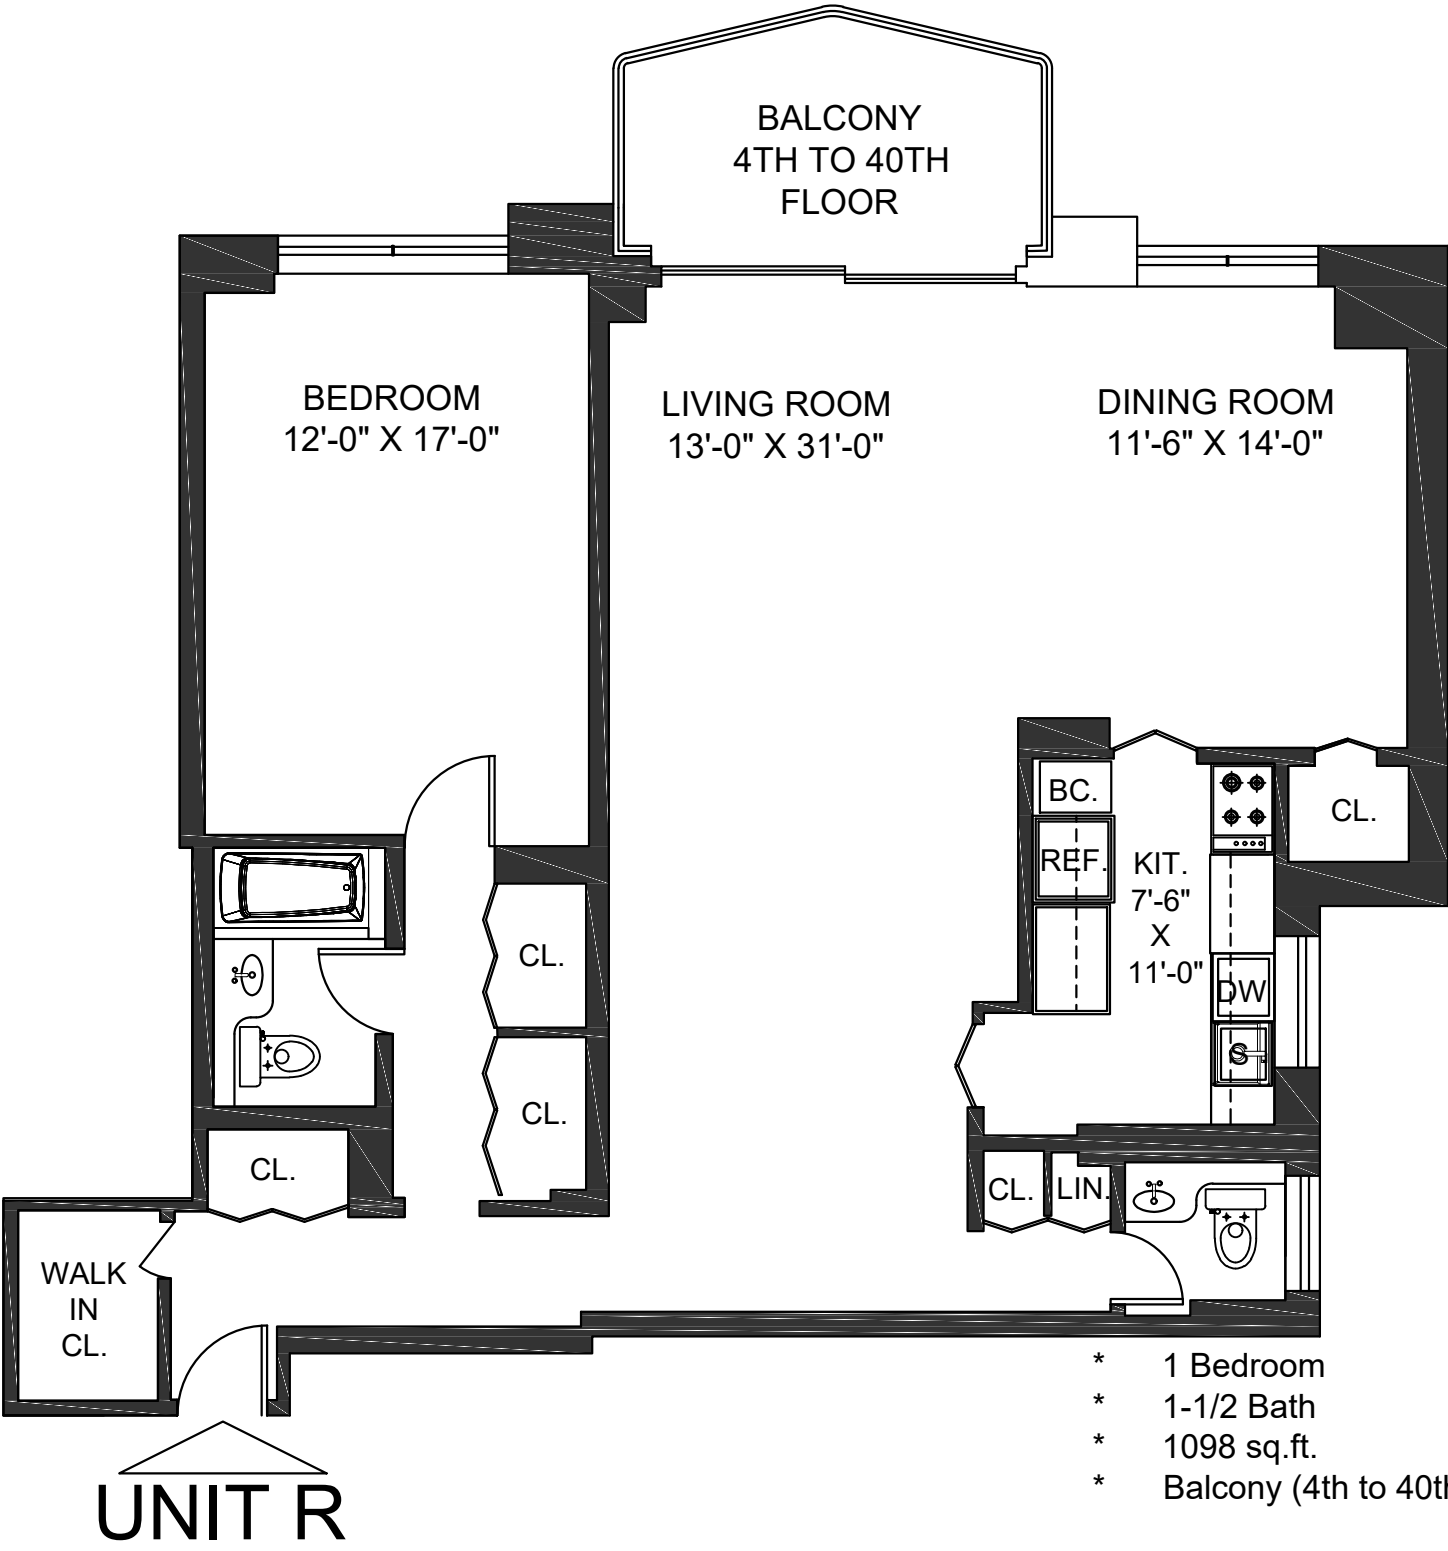 BALCONY
4TH TO 40TH
FLOOR
BEDROOM
12'-0" X 17'-0"
LIVING ROOM
13'-0" X 31'-0"
DINING ROOM
11'-6" X 14'-0"
BC.
REF.
KIT.
7'-6"
X
11'-0"
CL.
DW
S
CL.
CL.
CL.
CL.
LIN.
WALK
IN
CL.
* 1 Bedroom
* 1-1/2 Bath
* 1098 sq.ft.
* Balcony (4th to 40th
UNIT R